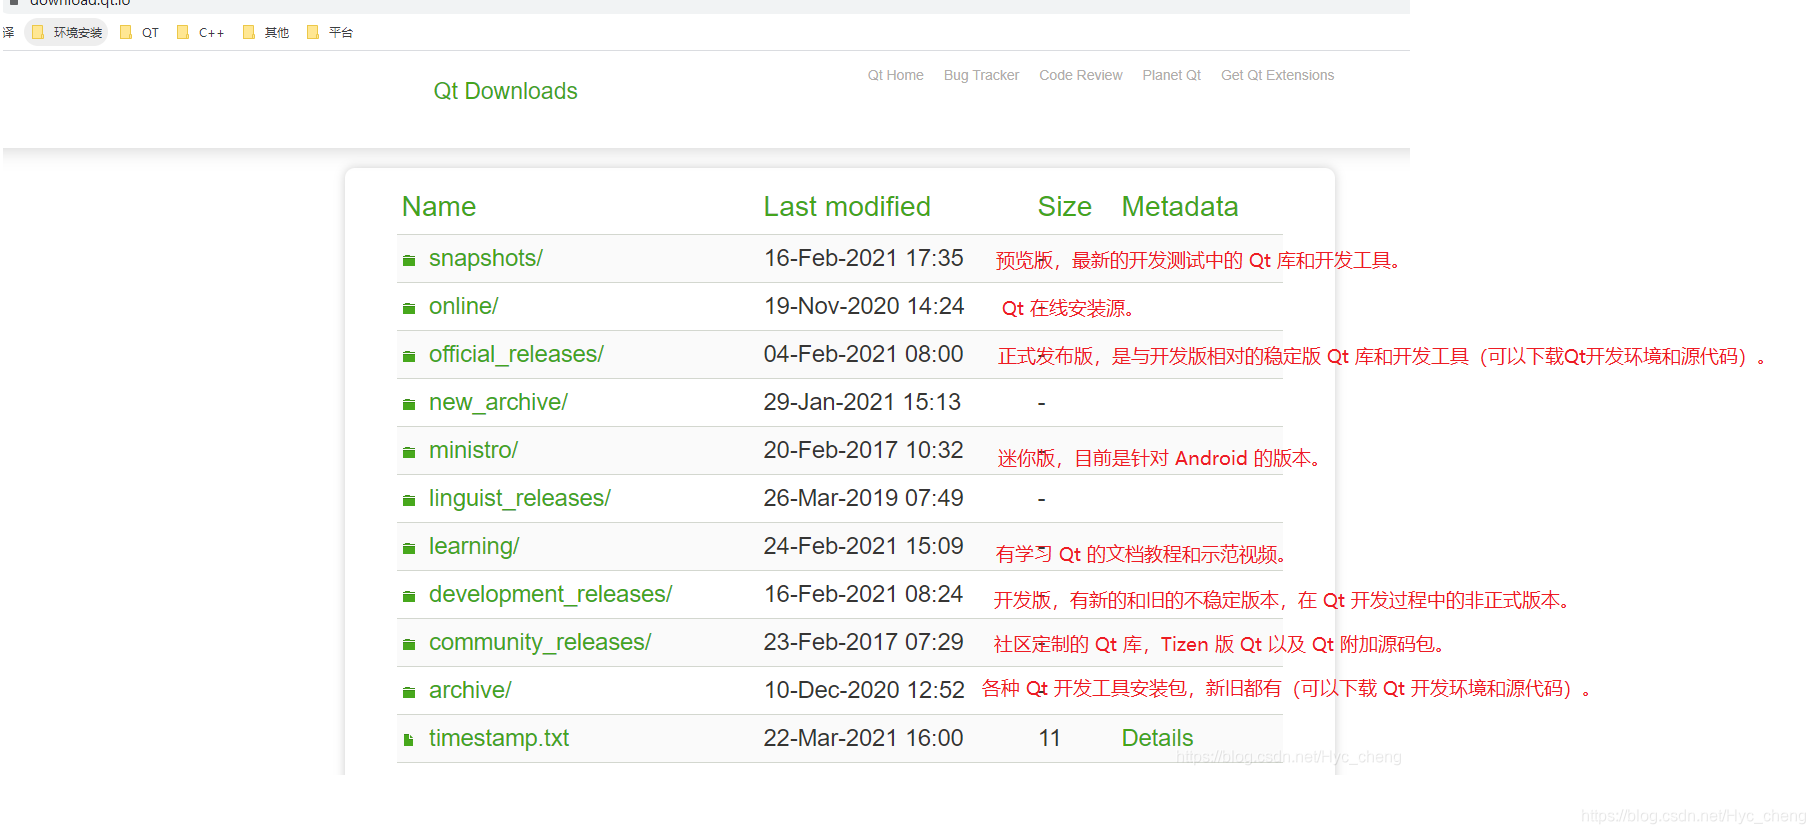 download.qt.io
译 环境安装 QT C++ 其他 平台
Qt Downloads
Qt Home Bug Tracker Code Review Planet Qt Get Qt Extensions
Name Last modified Size Metadata
snapshots/ 16-Feb-2021 17:35 预览版，最新的开发测试中的 Qt 库和开发工具。
online/ 19-Nov-2020 14:24 Qt 在线安装源。
official_releases/ 04-Feb-2021 08:00 正式发布版，是与开发版相对的稳定版 Qt 库和开发工具（可以下载Qt开发环境和源代码）。
new_archive/ 29-Jan-2021 15:13 -
ministro/ 20-Feb-2017 10:32 迷你版，目前是针对 Android 的版本。
linguist_releases/ 26-Mar-2019 07:49 -
learning/ 24-Feb-2021 15:09 有学习 Qt 的文档教程和示范视频。
development_releases/ 16-Feb-2021 08:24 开发版，有新的和旧的不稳定版本，在 Qt 开发过程中的非正式版本。
community_releases/ 23-Feb-2017 07:29 社区定制的 Qt 库，Tizen 版 Qt 以及 Qt 附加源码包。
archive/ 10-Dec-2020 12:52 各种 Qt 开发工具安装包，新旧都有（可以下载 Qt 开发环境和源代码）。
timestamp.txt 22-Mar-2021 16:00 11 Details
https://blog.csdn.net/Hyc_cheng
https://blog.csdn.net/Hyc_cheng